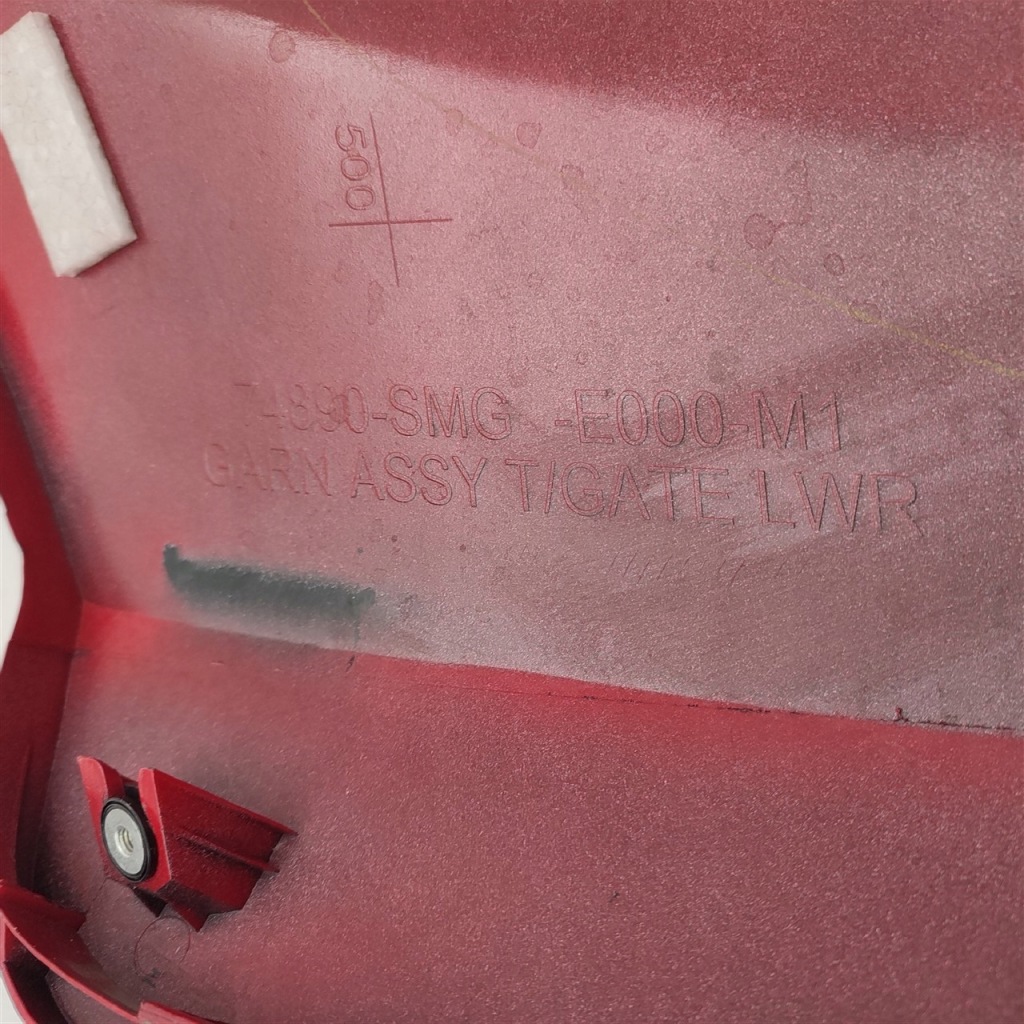 500
74890-SMG -E000-M1
GARN ASSY T/GATE LWR